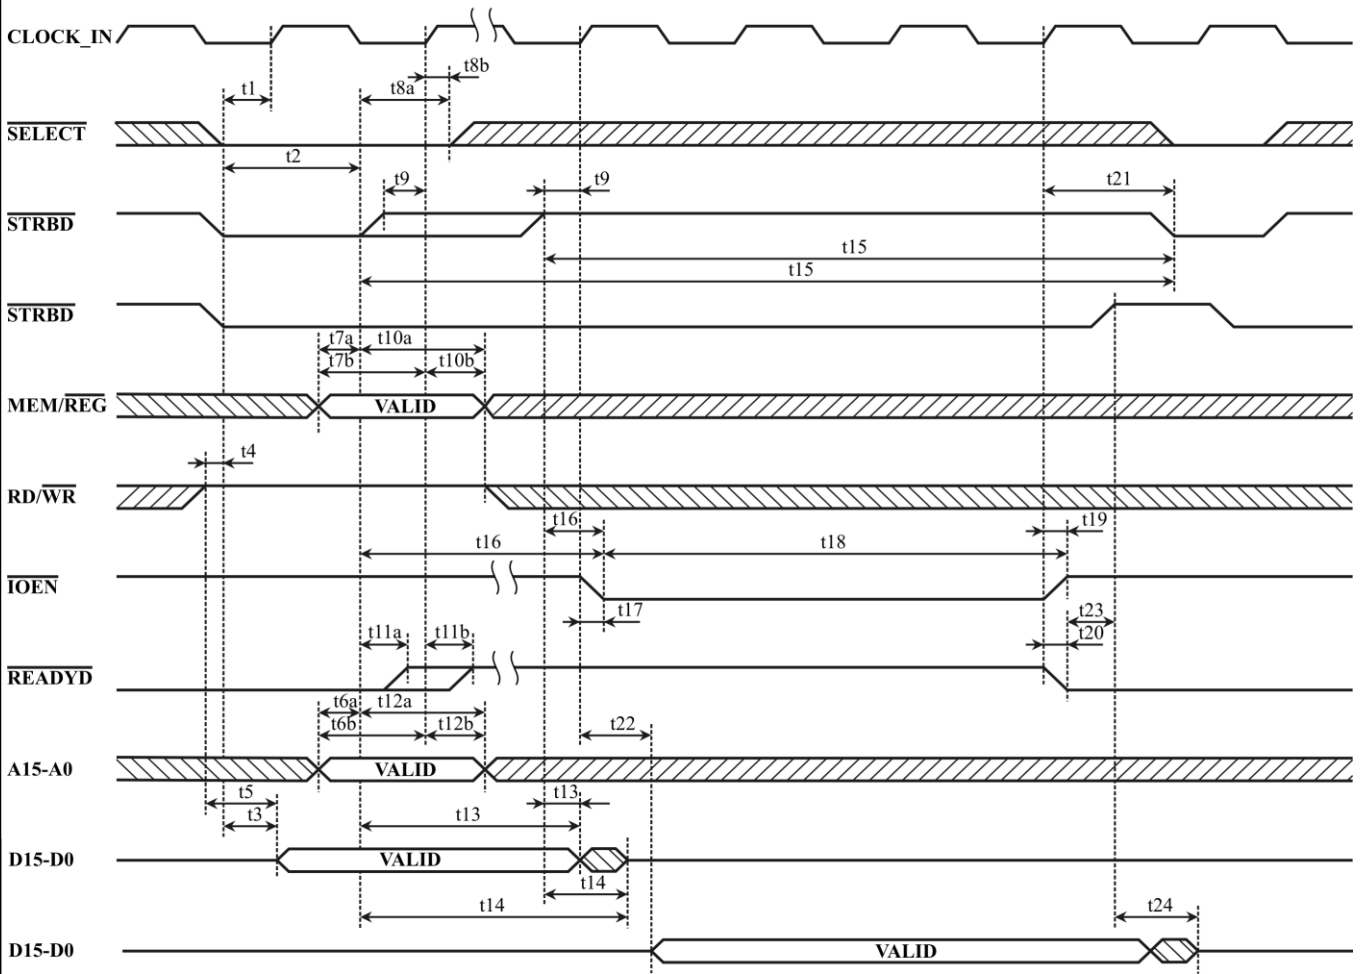 CLOCK_IN
t8b
t1
t8a
SELECT
t2
t9
t9
t21
STRBD
t15
t15
STRBD
t7a
t10a
t7b
t10b
MEM/REG
VALID
t4
RD/WR
t16
t19
t16
t18
IOEN
t17
t23
t11a
t11b
t20
READYD
t6a
t12a
t6b
t12b
t22
A15-A0
VALID
t5
t13
t3
t13
D15-D0
VALID
t14
t14
t24
D15-D0
VALID